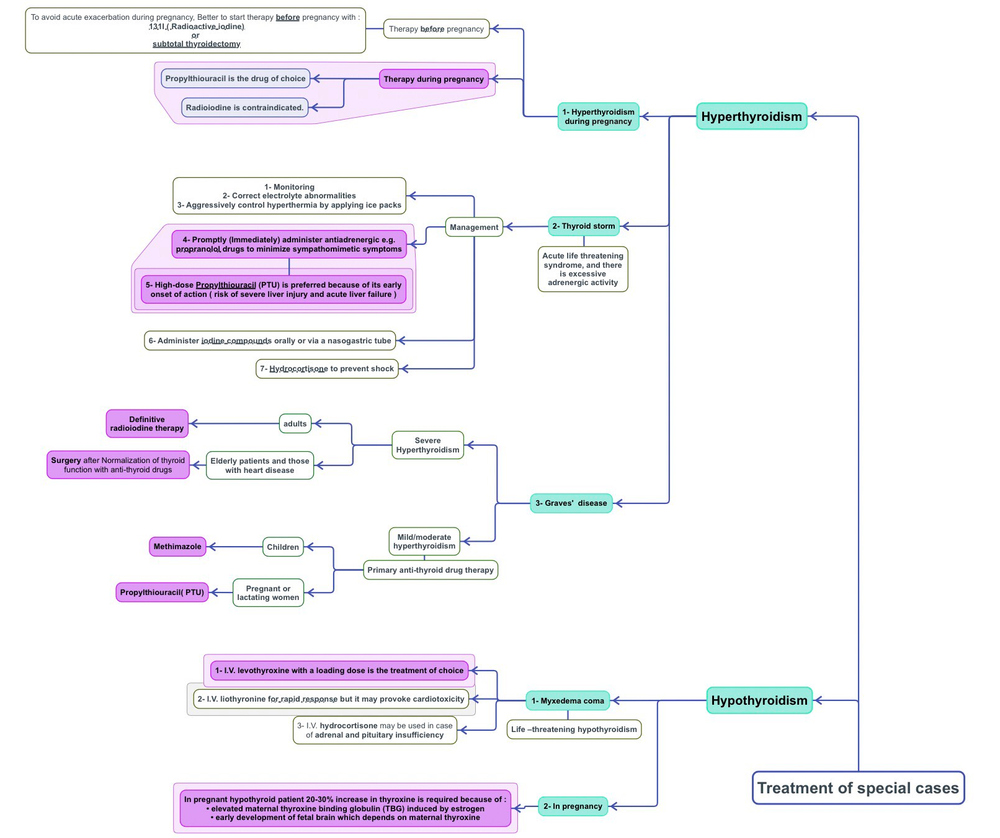 To avoid acute exacerbation during pregnancy, Better to start therapy before pregnancy with :
131I ( Radioactive iodine)
or
subtotal thyroidectomy
Therapy before pregnancy
Propylthiouracil is the drug of choice
Therapy during pregnancy
Radioiodine is contraindicated.
1- Hyperthyroidism
during pregnancy
Hyperthyroidism
1- Monitoring
2- Correct electrolyte abnormalities
3- Aggressively control hyperthermia by applying ice packs
Management
2- Thyroid storm
4- Promptly (Immediately) administer antiadrenergic e.g.
propranolol drugs to minimize sympathomimetic symptoms
Acute life threatening
syndrome, and there
is excessive
adrenergic activity
5- High-dose Propylthiouracil (PTU) is preferred because of its early
onset of action ( risk of severe liver injury and acute liver failure )
6- Administer iodine compounds orally or via a nasogastric tube
7- Hydrocortisone to prevent shock
Definitive
radioiodine therapy
adults
Severe
Hyperthyroidism
Surgery after Normalization of thyroid
function with anti-thyroid drugs
Elderly patients and those
with heart disease
3- Graves'  disease
Mild/moderate
hyperthyroidism
Methimazole
Children
Primary anti-thyroid drug therapy
Propylthiouracil( PTU)
Pregnant or
lactating women
1- I.V. levothyroxine with a loading dose is the treatment of choice
2- I.V. liothyronine for rapid response but it may provoke cardiotoxicity
1- Myxedema coma
Hypothyroidism
3- I.V. hydrocortisone may be used in case
of adrenal and pituitary insufficiency
Life –threatening hypothyroidism
Treatment of special cases
In pregnant hypothyroid patient 20-30% increase in thyroxine is required because of :
• elevated maternal thyroxine binding globulin (TBG) induced by estrogen
• early development of fetal brain which depends on maternal thyroxine
2- In pregnancy